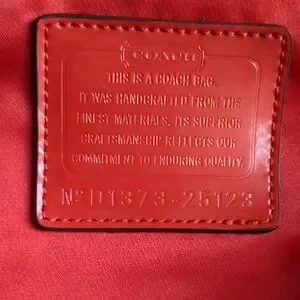 COACH
THIS IS A COACH BAG.
IT WAS HANDCRAFTED FROM THE
FINEST MATERIALS. ITS SUPERIOR
CRAFTSMANSHIP REFLECTS OUR
COMMITMENT TO ENDURING QUALITY.
Nº D1373-25123